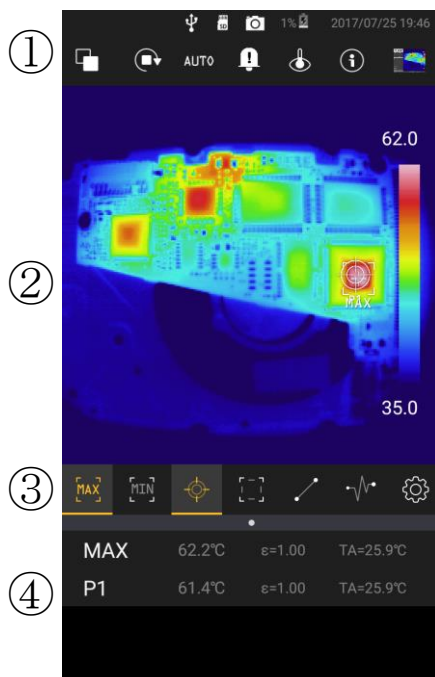 1% 2017/07/25 19:46
① AUTO
62.0
② MAX
35.0
③ MAX MIN
MAX 62.2℃ ε=1.00 TA=25.9℃
④ P1 61.4℃ ε=1.00 TA=25.9℃